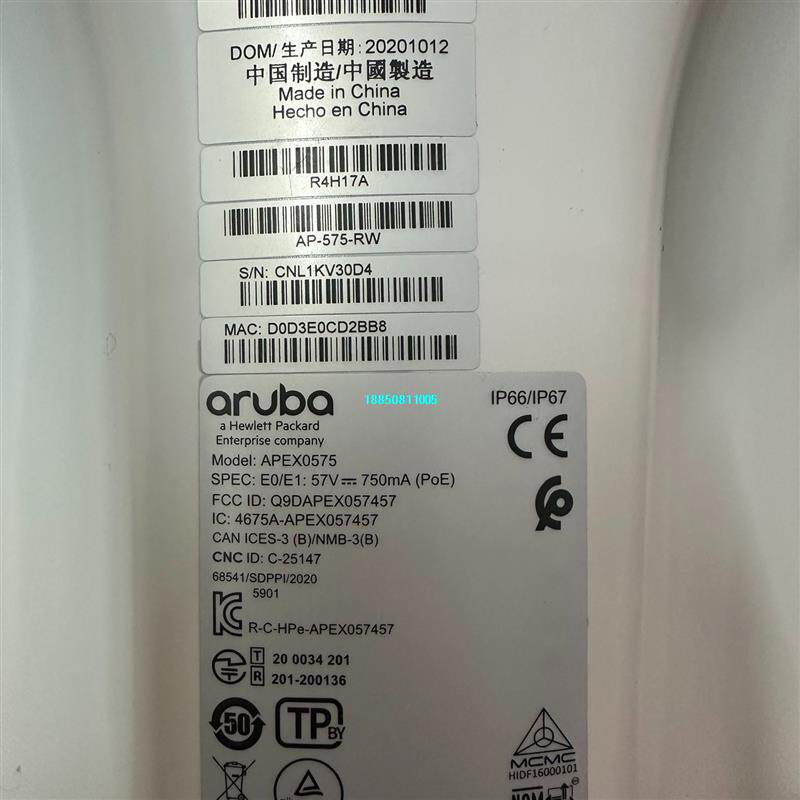 DOM/生产日期:20201012
中国制造/中國製造
Made in China
Hecho en China
R4H17A
AP-575-RW
S/N: CNL1KV30D4
MAC: D0D3E0CD2BB8
aruba
a Hewlett Packard
Enterprise company
18850811005
IP66/IP67
CE
Model: APEX0575
SPEC: E0/E1: 57V⎓ 750mA (PoE)
FCC ID: Q9DAPEX057457
IC: 4675A-APEX057457
CAN ICES-3 (B)/NMB-3(B)
CNC ID: C-25147
68541/SDPPI/2020
5901
R-C-HPe-APEX057457
T 20 0034 201
R 201-200136
50
TP BY
MCMC
HIDF16000101
NOM